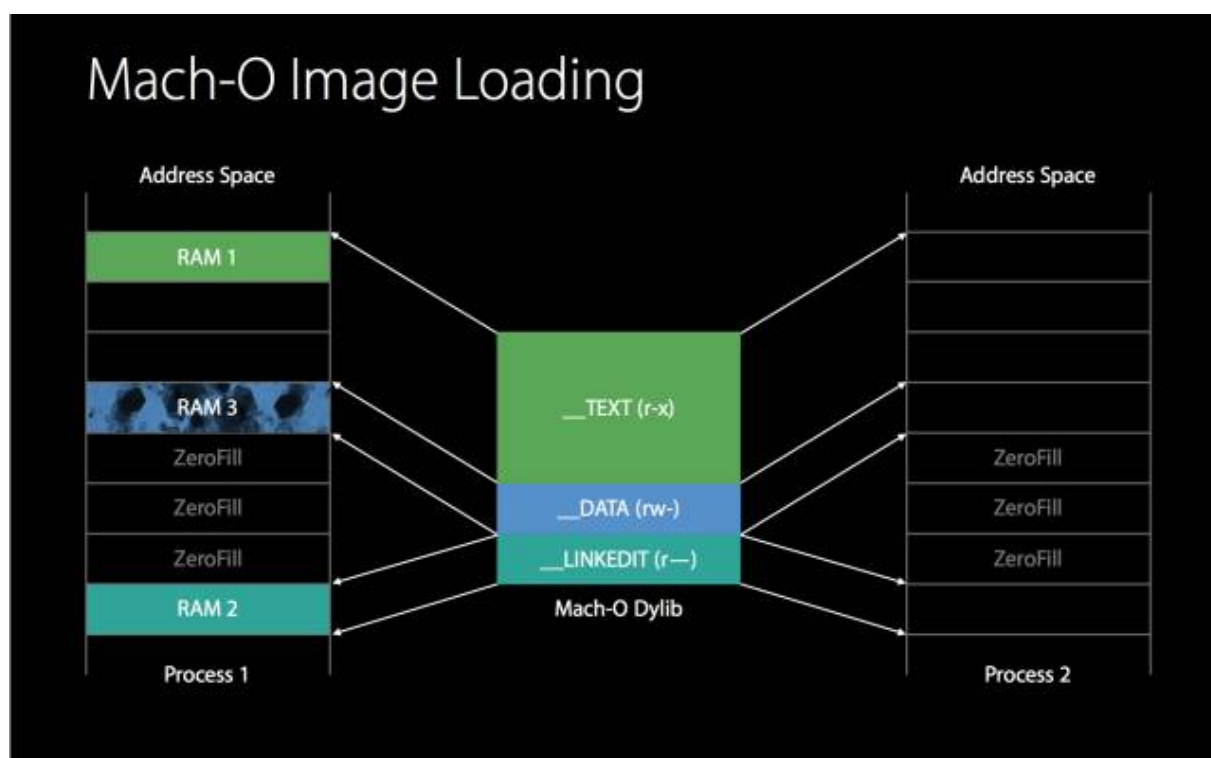 Mach-O Image Loading
Address Space
RAM 1
RAM 3
ZeroFill
ZeroFill
ZeroFill
RAM 2
Process 1
__TEXT (r-x)
__DATA (rw-)
__LINKEDIT (r—)
Mach-O Dylib
Address Space
ZeroFill
ZeroFill
ZeroFill
Process 2